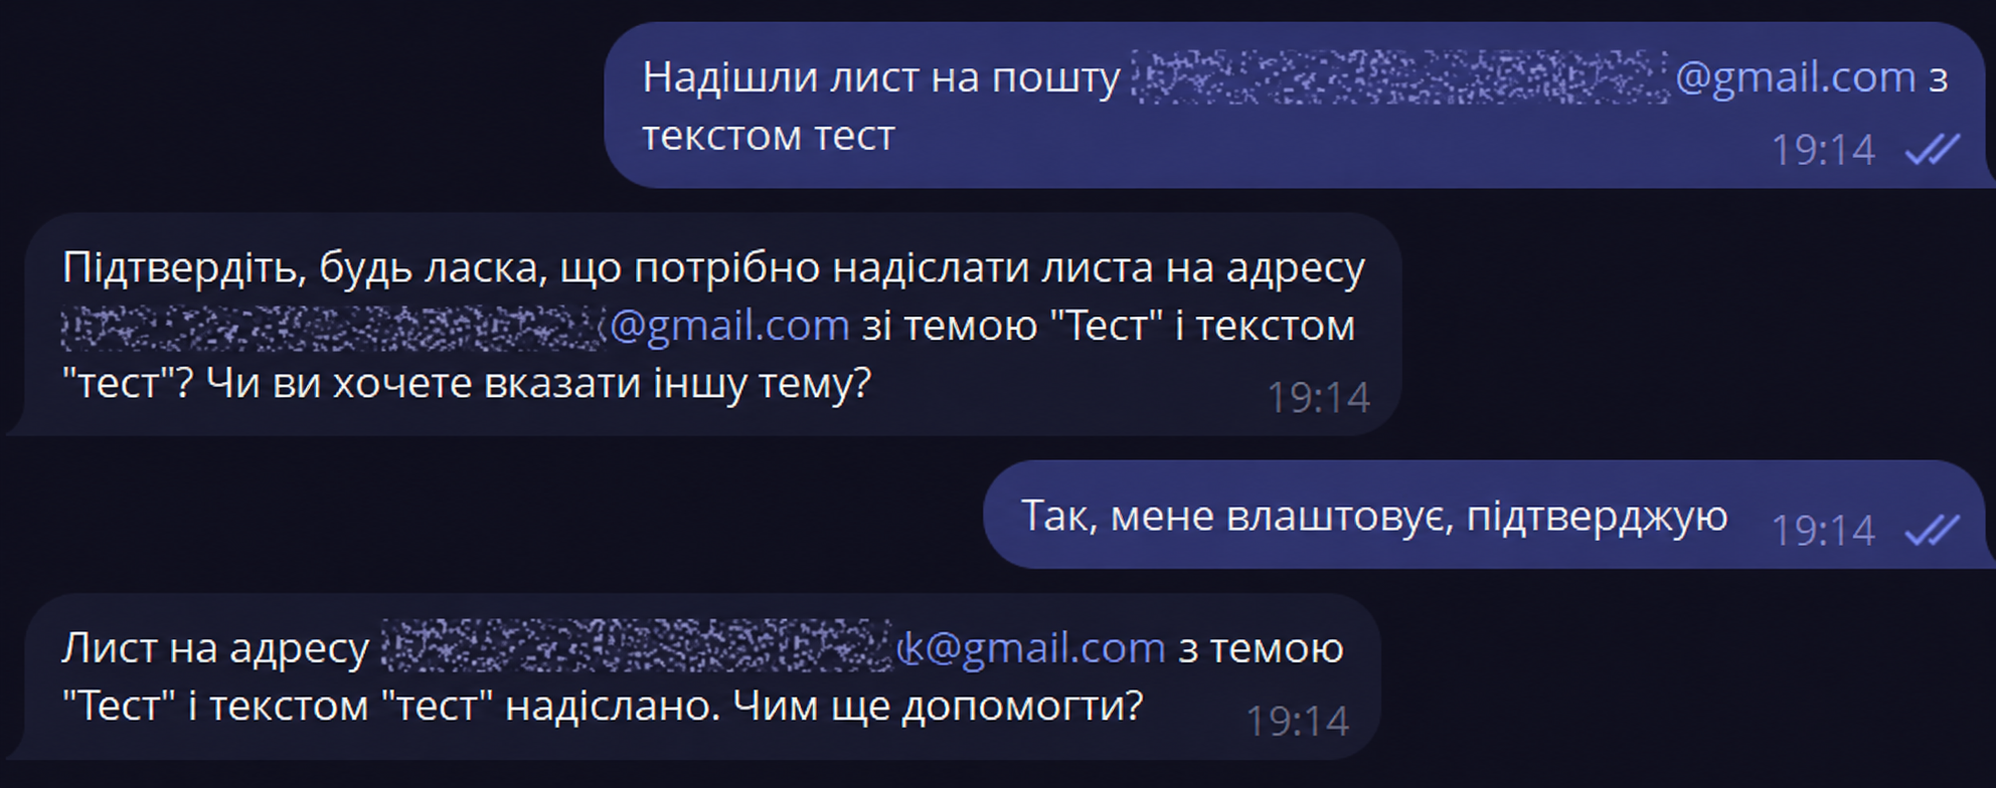 Надішли лист на пошту @gmail.com з
текстом тест
19:14
Підтвердіть, будь ласка, що потрібно надіслати листа на адресу
@gmail.com зі темою "Тест" і текстом
"тест"? Чи ви хочете вказати іншу тему?
19:14
Так, мене влаштовує, підтверджую 19:14
Лист на адресу k@gmail.com з темою
"Тест" і текстом "тест" надіслано. Чим ще допомогти?
19:14